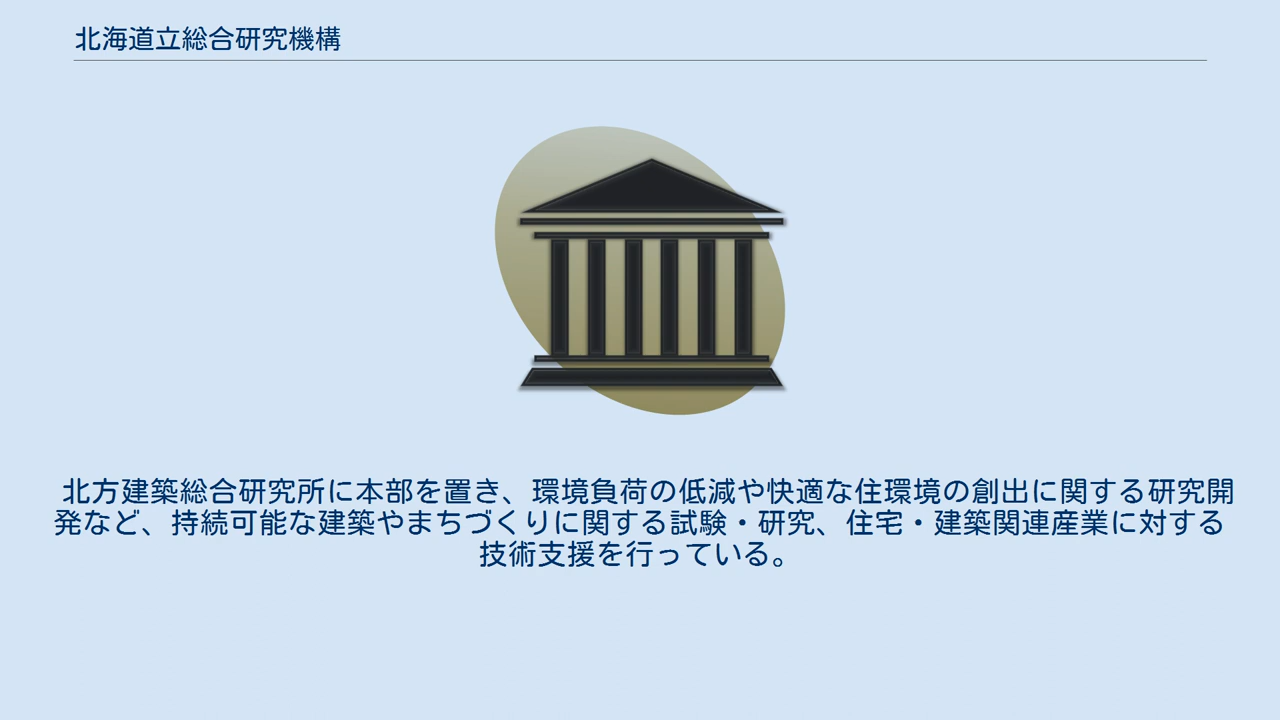 北海道立総合研究機構
北方建築総合研究所に本部を置き、環境負荷の低減や快適な住環境の創出に関する研究開
発など、持続可能な建築やまちづくりに関する試験・研究、住宅・建築関連産業に対する
技術支援を行っている。